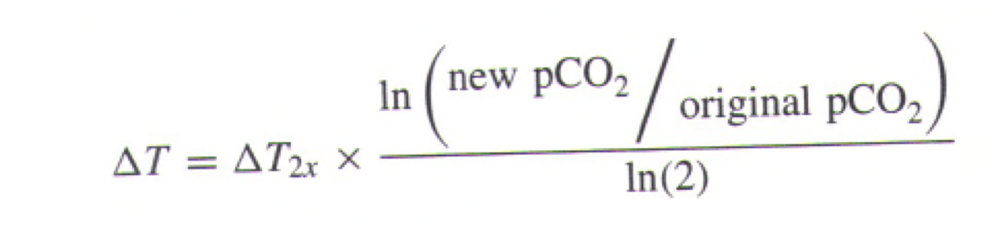 ΔT = ΔT₂ₓ × ln(new pCO₂/original pCO₂)
ln(2)